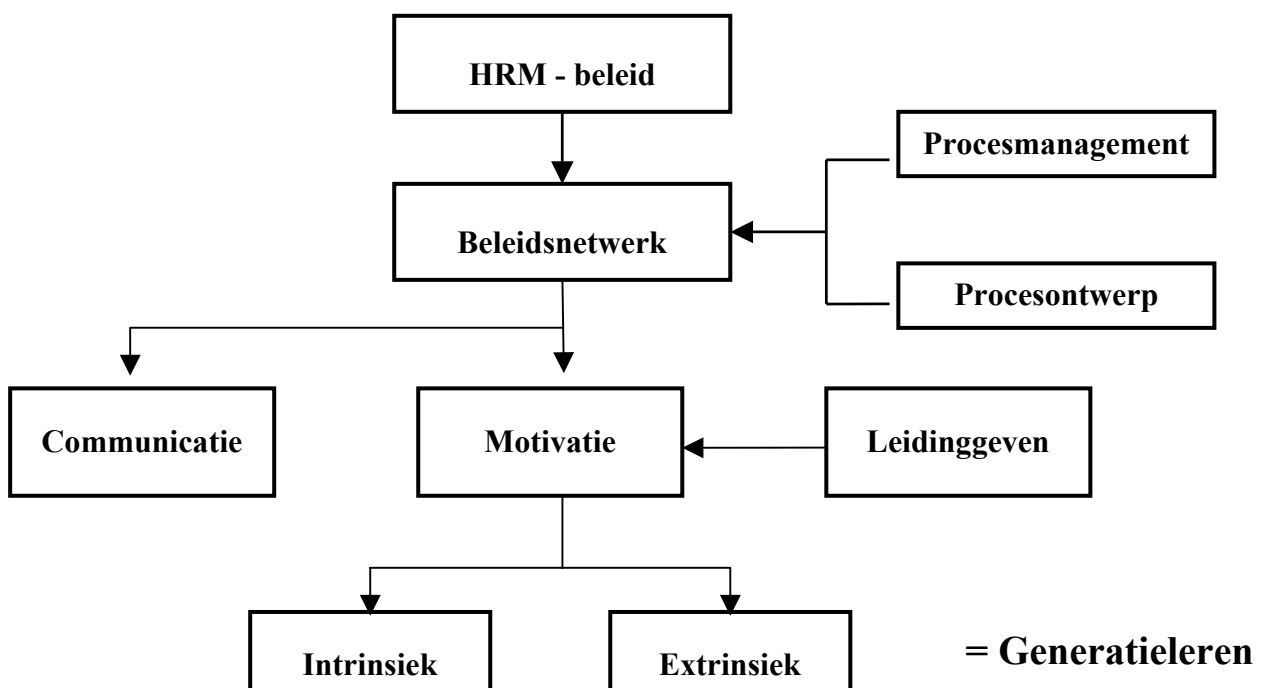 HRM - beleid
Procesmanagement
Beleidsnetwerk
Procesontwerp
Communicatie
Motivatie
Leidinggeven
Intrinsiek
Extrinsiek
= Generatieleren